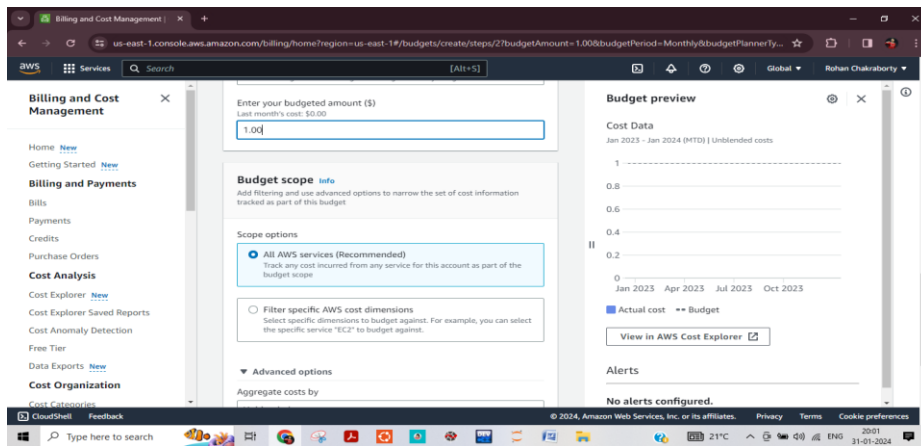 Billing and Cost Management |
us-east-1.console.aws.amazon.com/billing/home?region=us-east-1#/budgets/create/steps/2?budgetAmount=1.00&budgetPeriod=Monthly&budgetPlannerTy...
aws Services Search [Alt+S] Global Rohan Chakraborty
Billing and Cost Management
Home New
Getting Started New
Billing and Payments
Bills
Payments
Credits
Purchase Orders
Cost Analysis
Cost Explorer New
Cost Explorer Saved Reports
Cost Anomaly Detection
Free Tier
Data Exports New
Cost Organization
Cost Categories
Enter your budgeted amount ($)
Last month's cost: $0.00
1.00
Budget scope Info
Add filtering and use advanced options to narrow the set of cost information
tracked as part of this budget
Scope options
All AWS services (Recommended)
Track any cost incurred from any service for this account as part of the
budget scope
Filter specific AWS cost dimensions
Select specific dimensions to budget against. For example, you can select
the specific service "EC2" to budget against.
Advanced options
Aggregate costs by
Budget preview
Cost Data
Jan 2023 - Jan 2024 (MTD) | Unblended costs
1
0.8
0.6
0.4
0.2
0
Jan 2023 Apr 2023 Jul 2023 Oct 2023
Actual cost Budget
View in AWS Cost Explorer
Alerts
No alerts configured.
CloudShell Feedback © 2024, Amazon Web Services, Inc. or its affiliates. Privacy Terms Cookie preferences
Type here to search 21°C ENG 20:01
31-01-2024